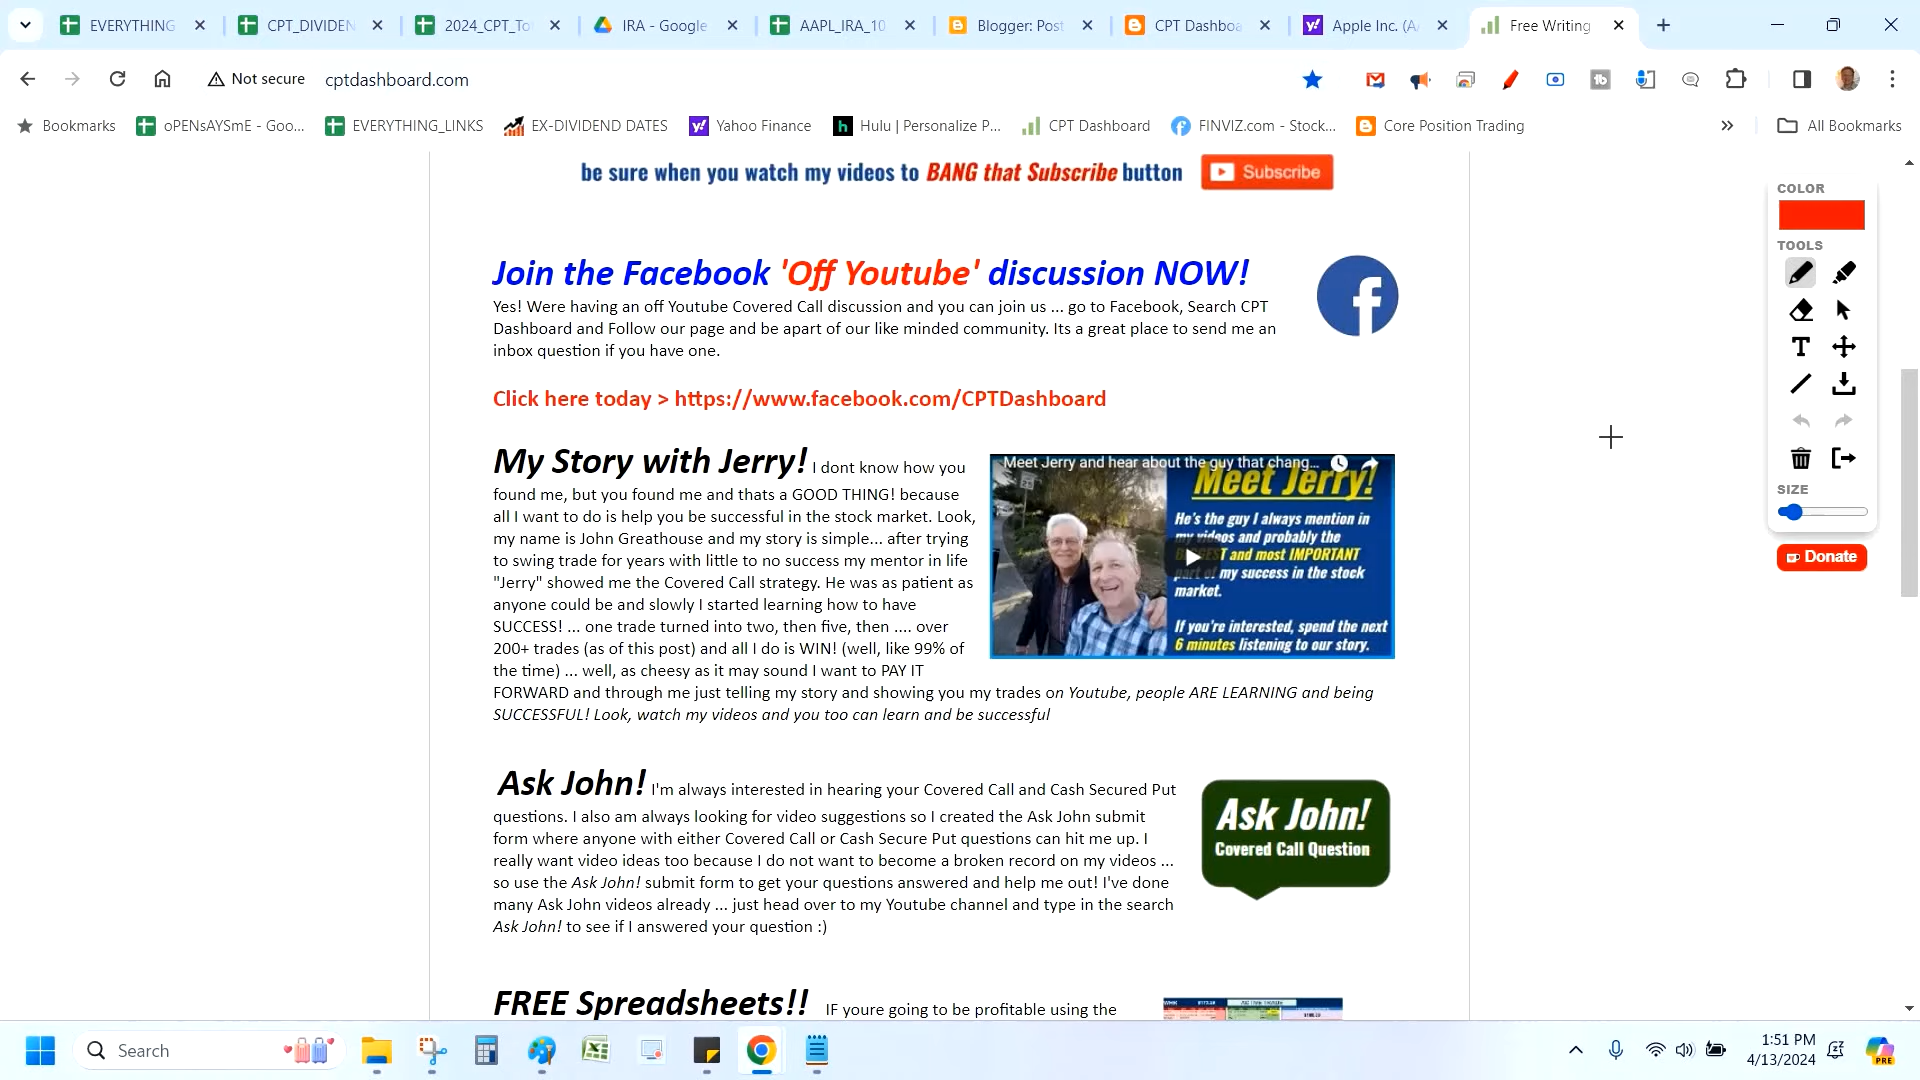 EVERYTHING
CPT_DIVIDEN
2024_CPT_To
IRA - Google
AAPL_IRA_10
Blogger: Post
CPT Dashboa
Apple Inc. (A
Free Writing
Not secure
cptdashboard.com
Bookmarks
oPENsAYSmE - Goo...
EVERYTHING_LINKS
EX-DIVIDEND DATES
Yahoo Finance
Hulu | Personalize P...
CPT Dashboard
FINVIZ.com - Stock...
Core Position Trading
All Bookmarks
be sure when you watch my videos to BANG that Subscribe button
Subscribe
COLOR
TOOLS
SIZE
Donate
Join the Facebook 'Off Youtube' discussion NOW!
Yes! Were having an off Youtube Covered Call discussion and you can join us ... go to Facebook, Search CPT
Dashboard and Follow our page and be apart of our like minded community. Its a great place to send me an
inbox question if you have one.
Click here today > https://www.facebook.com/CPTDashboard
My Story with Jerry! I dont know how you
found me, but you found me and thats a GOOD THING! because
all I want to do is help you be successful in the stock market. Look,
my name is John Greathouse and my story is simple... after trying
to swing trade for years with little to no success my mentor in life
"Jerry" showed me the Covered Call strategy. He was as patient as
anyone could be and slowly I started learning how to have
SUCCESS! ... one trade turned into two, then five, then .... over
200+ trades (as of this post) and all I do is WIN! (well, like 99% of
the time) ... well, as cheesy as it may sound I want to PAY IT
FORWARD and through me just telling my story and showing you my trades on Youtube, people ARE LEARNING and being
SUCCESSFUL! Look, watch my videos and you too can learn and be successful
Meet Jerry and hear about the guy that chang...
Meet Jerry!
He's the guy I always mention in
my videos and probably the
and most IMPORTANT
part of my success in the stock
market.
If you're interested, spend the next
6 minutes listening to our story.
Ask John! I'm always interested in hearing your Covered Call and Cash Secured Put
questions. I also am always looking for video suggestions so I created the Ask John submit
form where anyone with either Covered Call or Cash Secure Put questions can hit me up. I
really want video ideas too because I do not want to become a broken record on my videos ...
so use the Ask John! submit form to get your questions answered and help me out! I've done
many Ask John videos already ... just head over to my Youtube channel and type in the search
Ask John! to see if I answered your question :)
Ask John!
Covered Call Question
FREE Spreadsheets!! IF youre going to be profitable using the
Search
1:51 PM
4/13/2024
PRE